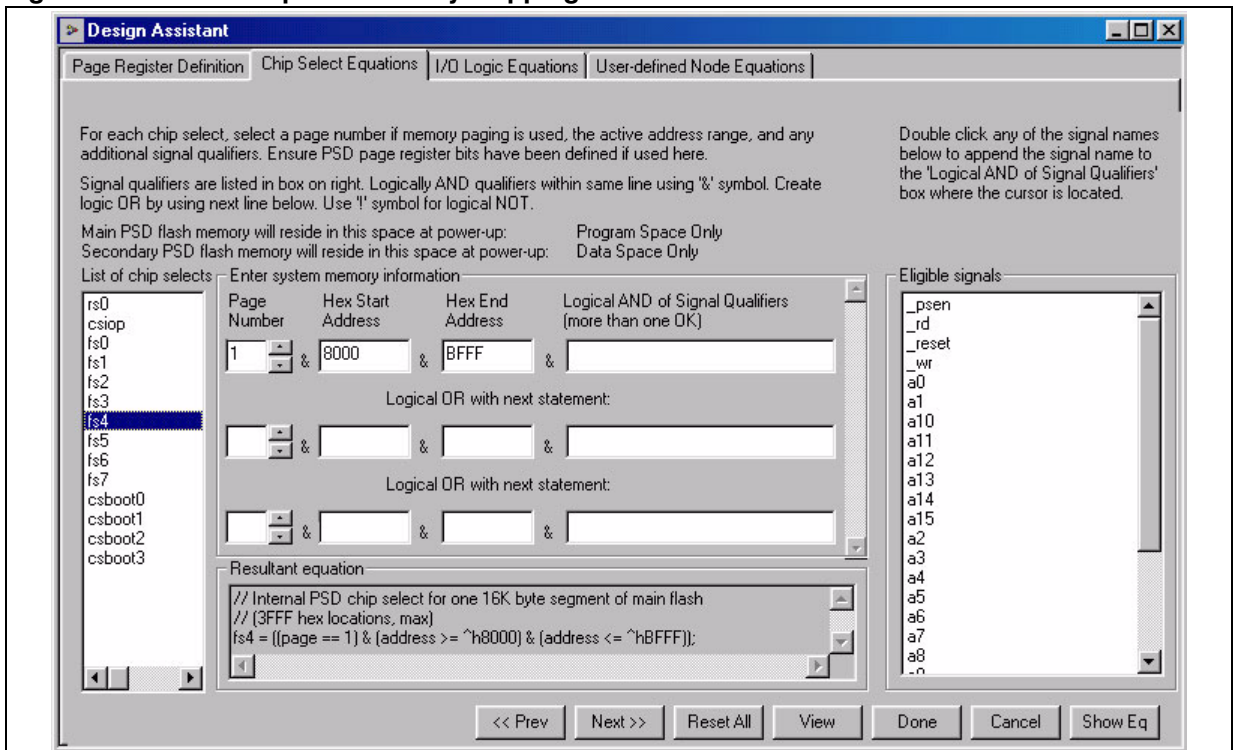 Design Assistant
Page Register Definition Chip Select Equations I/O Logic Equations User-defined Node Equations
For each chip select, select a page number if memory paging is used, the active address range, and any
additional signal qualifiers. Ensure PSD page register bits have been defined if used here.
Signal qualifiers are listed in box on right. Logically AND qualifiers within same line using '&' symbol. Create
logic OR by using next line below. Use '!' symbol for logical NOT.
Main PSD flash memory will reside in this space at power-up: Program Space Only
Secondary PSD flash memory will reside in this space at power-up: Data Space Only
Double click any of the signal names
below to append the signal name to
the 'Logical AND of Signal Qualifiers'
box where the cursor is located.
List of chip selects
rs0
csiop
fs0
fs1
fs2
fs3
fs4
fs5
fs6
fs7
csboot0
csboot1
csboot2
csboot3
Enter system memory information
Page Hex Start Hex End Logical AND of Signal Qualifiers
Number Address Address (more than one OK)
1 & 8000 & BFFF &
Logical OR with next statement:
& & &
Logical OR with next statement:
& & &
Resultant equation
// Internal PSD chip select for one 16K byte segment of main flash
// (3FFF hex locations, max)
fs4 = ((page == 1) & (address >= ^h8000) & (address <= ^hBFFF));
Eligible signals
_psen
_rd
_reset
_wr
a0
a1
a10
a11
a12
a13
a14
a15
a2
a3
a4
a5
a6
a7
a8
<< Prev Next >> Reset All View Done Cancel Show Eq